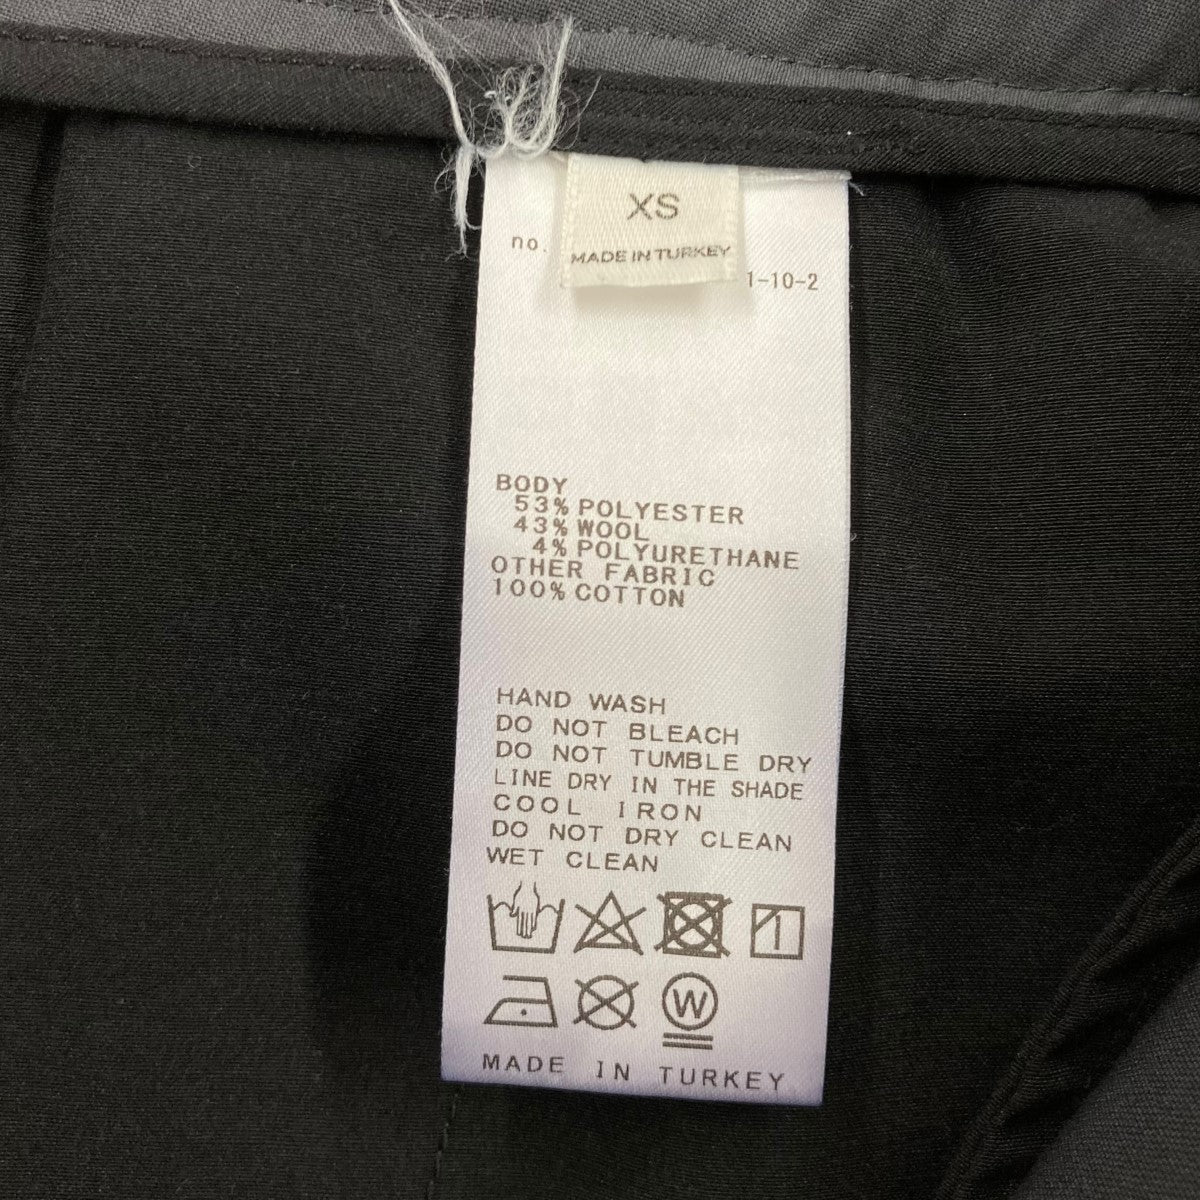 XS
MADE IN TURKEY
no.
1-10-2
BODY
53% POLYESTER
43% WOOL
4% POLYURETHANE
OTHER FABRIC
100% COTTON
HAND WASH
DO NOT BLEACH
DO NOT TUMBLE DRY
LINE DRY IN THE SHADE
COOL IRON
DO NOT DRY CLEAN
WET CLEAN
W
MADE IN TURKEY